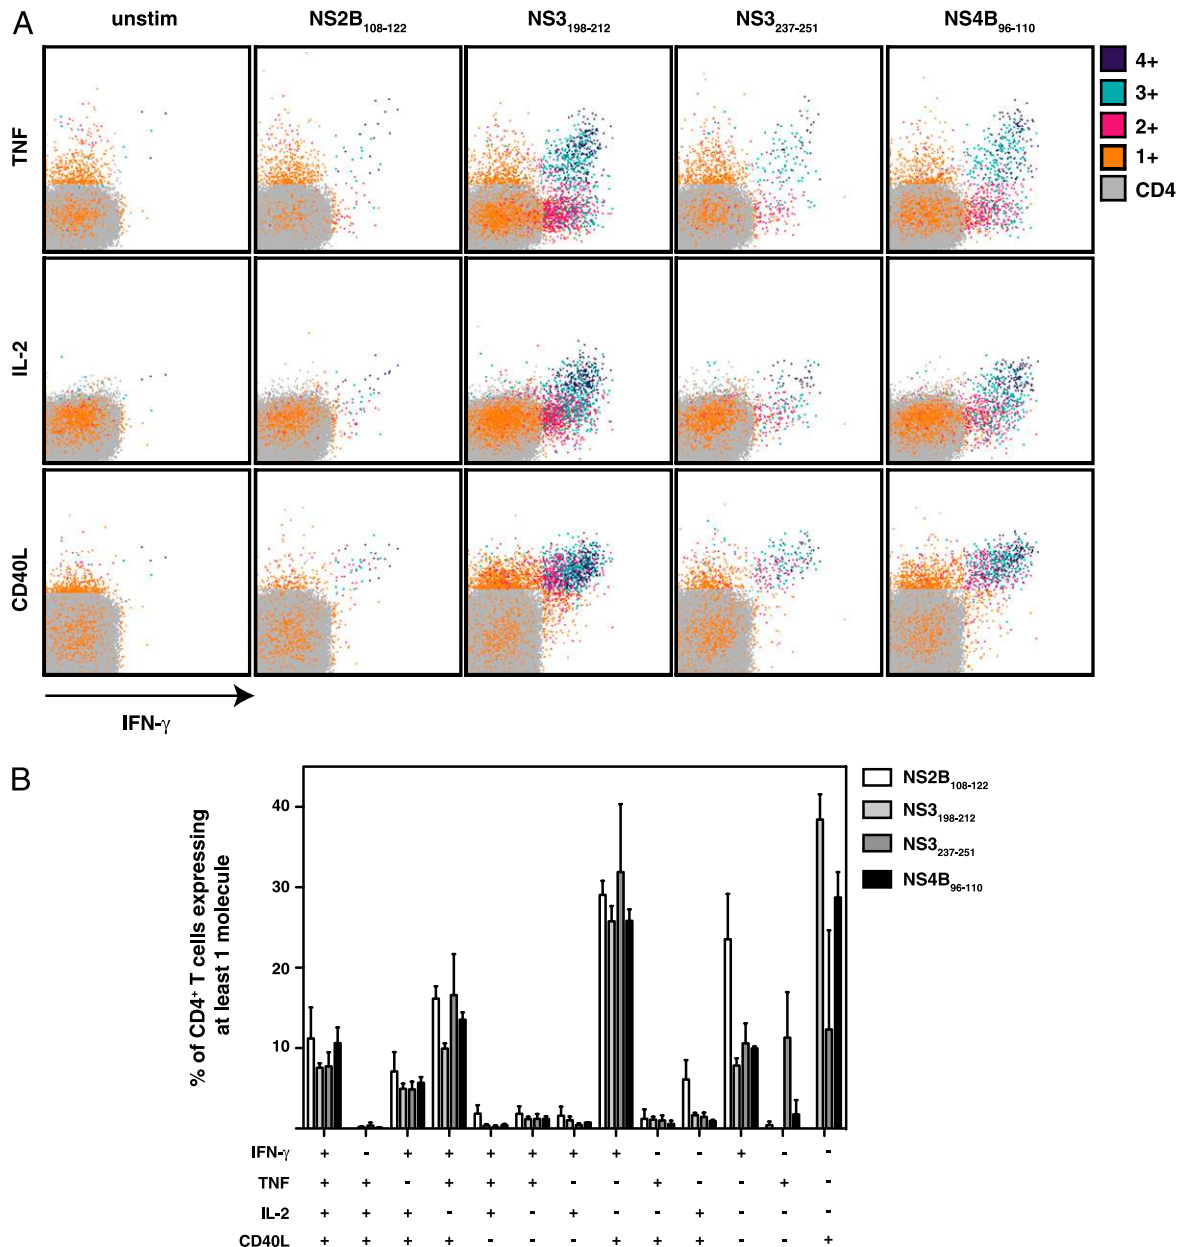 A
unstim
NS2B108-122
NS3198-212
NS3237-251
NS4B96-110
4+
3+
2+
1+
CD4
TNF
IL-2
CD40L
IFN-γ
B
NS2B108-122
NS3198-212
NS3237-251
NS4B96-110
% of CD4+ T cells expressing
at least 1 molecule
40
30
20
10
IFN-γ + - + + + + + + - - + - -
TNF + + - + + + - - + - - + -
IL-2 + + + - + - + - - + - - -
CD40L + + + + - - - + + + - - +